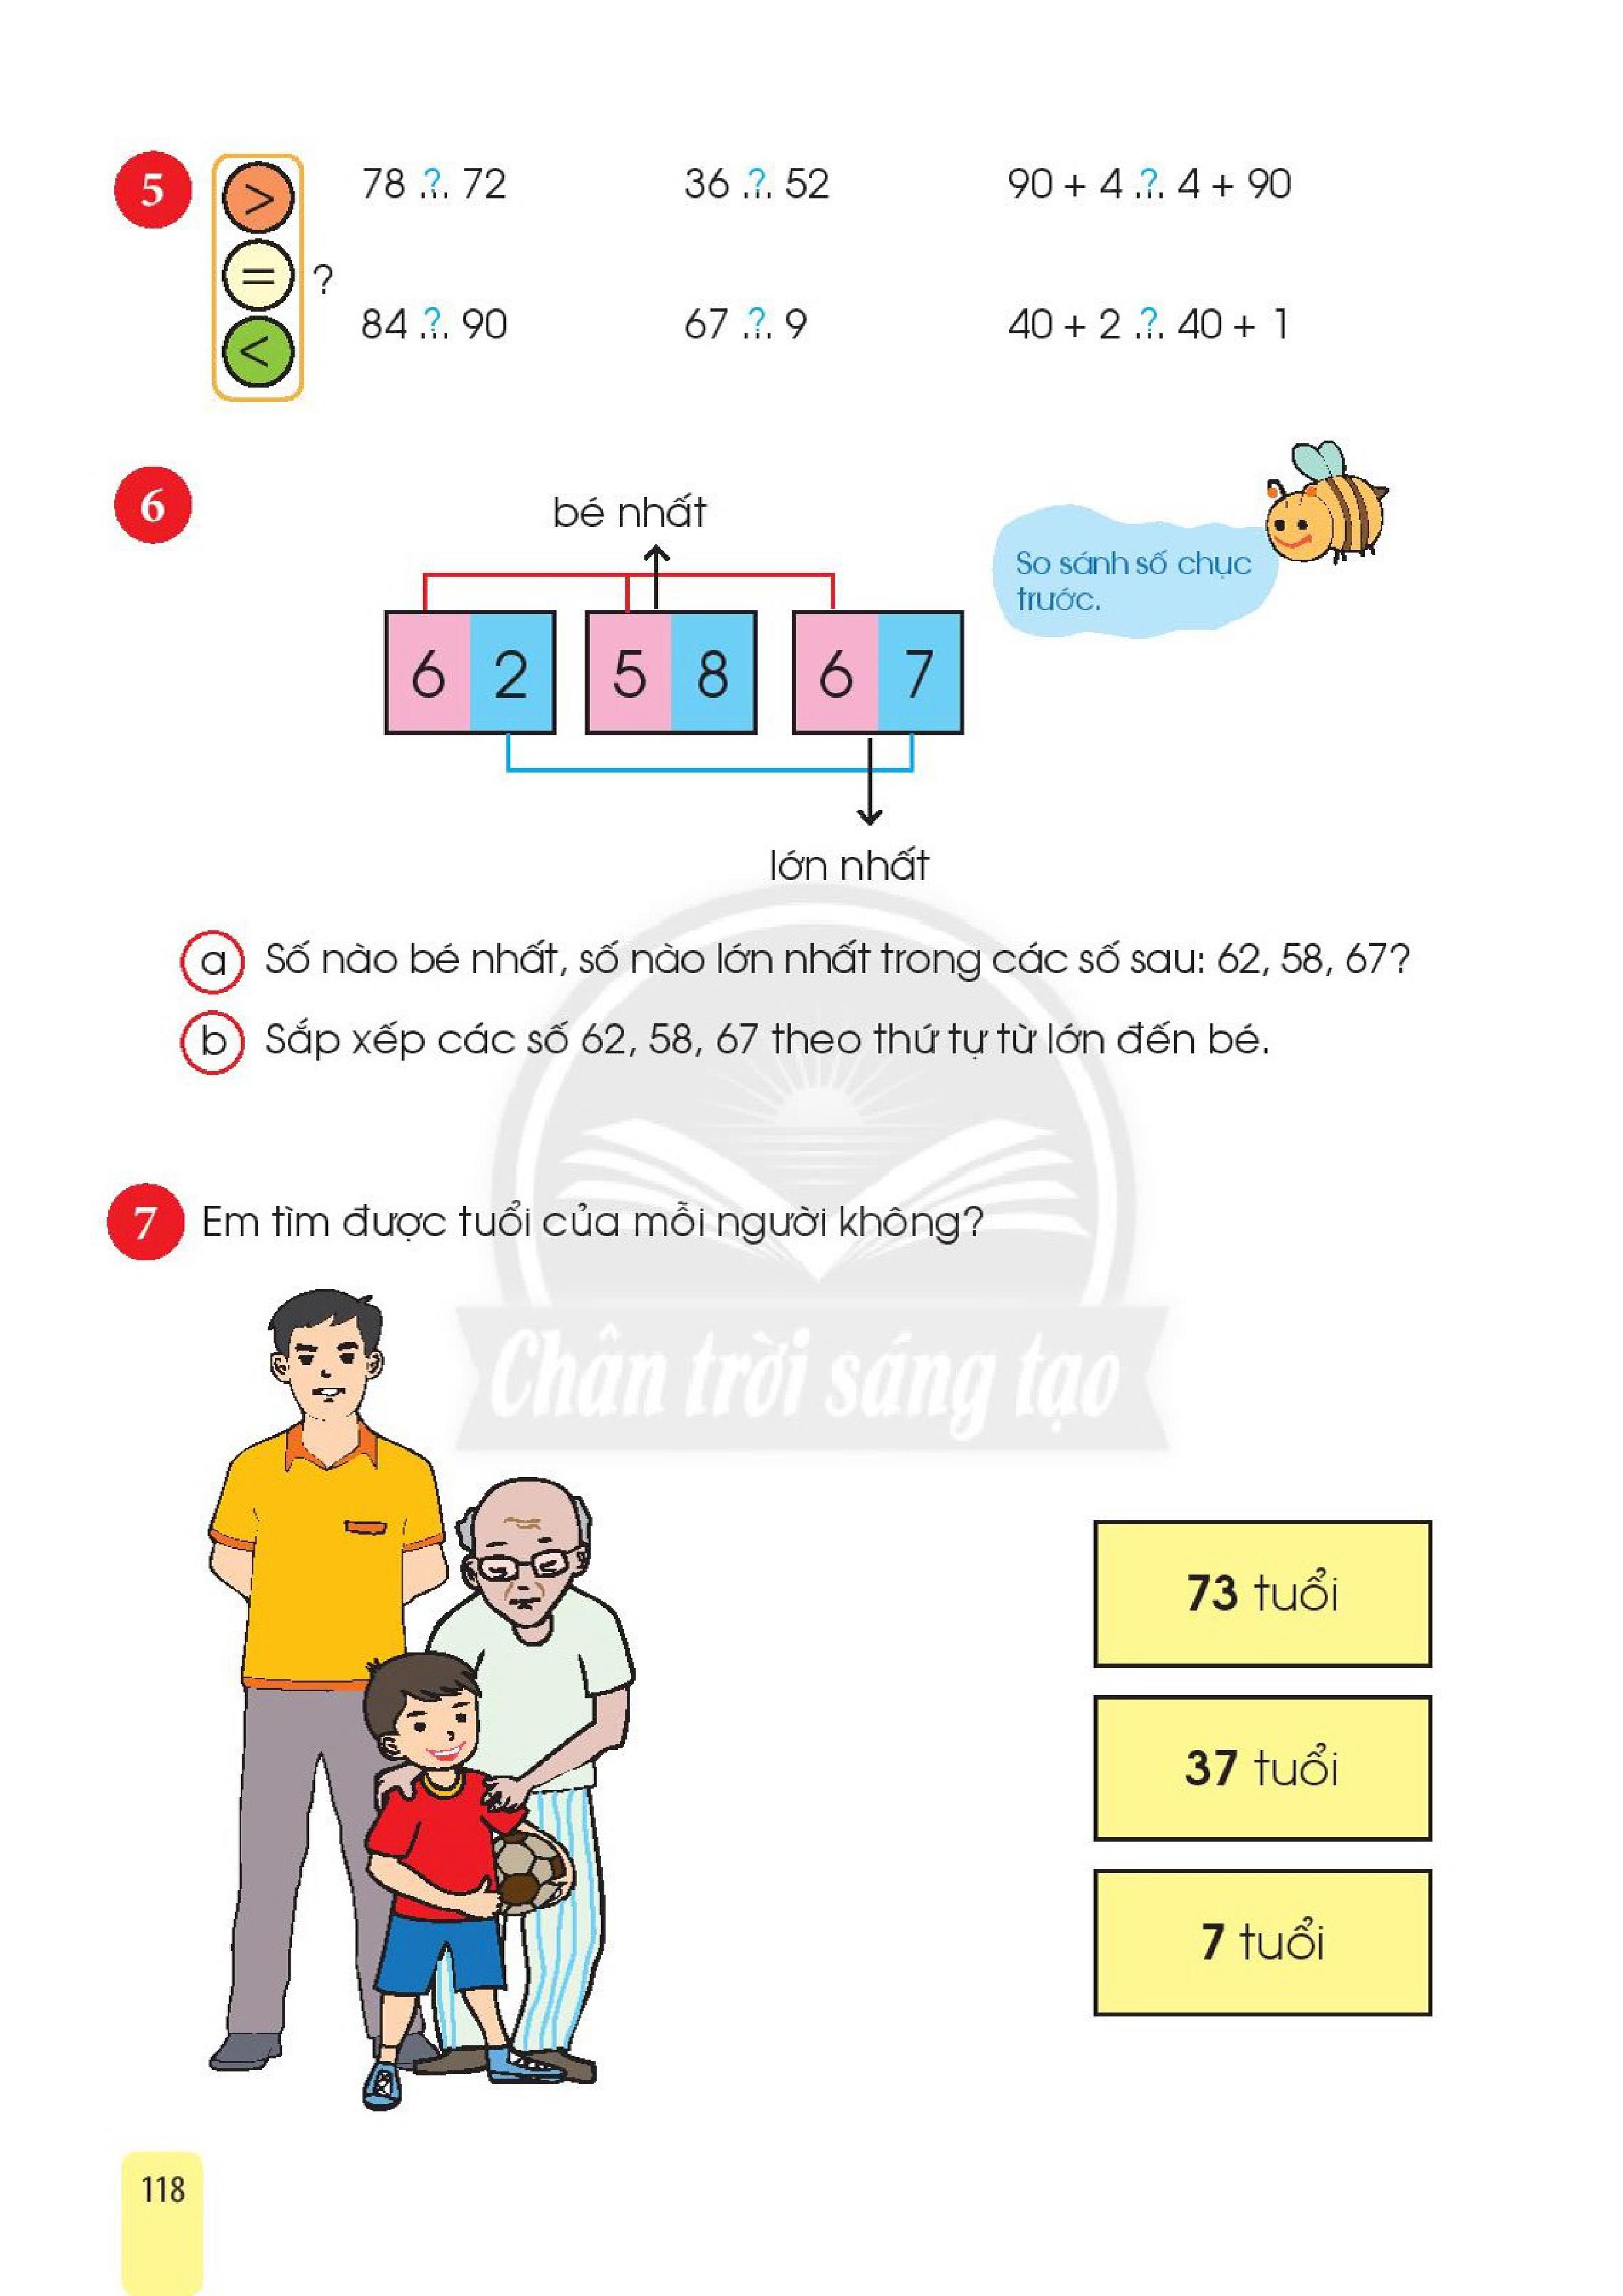 5
>
=
<
?
78 .?. 72 36 .?. 52 90 + 4 .?. 4 + 90
84 .?. 90 67 .?. 9 40 + 2 .?. 40 + 1
6
bé nhất
So sánh số chục
trước.
6 2 5 8 6 7
lớn nhất
a Số nào bé nhất, số nào lớn nhất trong các số sau: 62, 58, 67?
b Sắp xếp các số 62, 58, 67 theo thứ tự từ lớn đến bé.
7 Em tìm được tuổi của mỗi người không?
Chân trời sáng tạo
73 tuổi
37 tuổi
7 tuổi
118